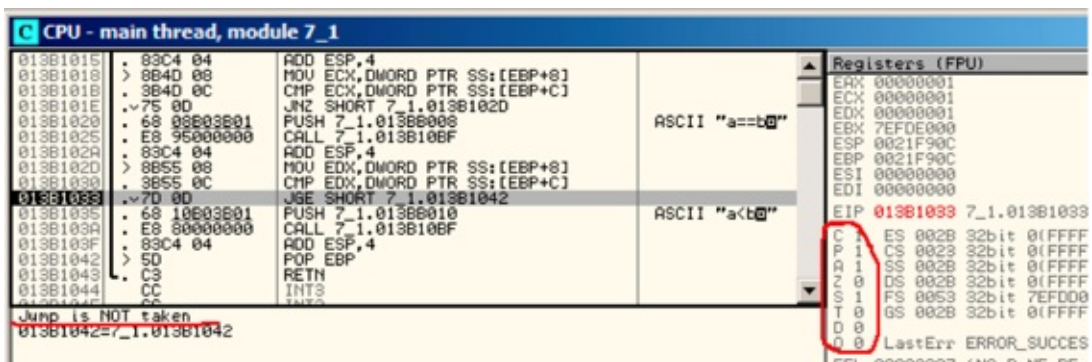 C CPU - main thread, module 7_1
013B1015 . 83C4 04 ADD ESP,4
013B1018 > 8B4D 08 MOV ECX,DWORD PTR SS:[EBP+8]
013B101B . 3B4D 0C CMP ECX,DWORD PTR SS:[EBP+C]
013B101E .v75 0D JNZ SHORT 7_1.013B102D
013B1020 . 68 08B03B01 PUSH 7_1.013BB008 ASCII "a==b
013B1025 . E8 95000000 CALL 7_1.013B10BF
013B102A . 83C4 04 ADD ESP,4
013B102D > 8B55 08 MOV EDX,DWORD PTR SS:[EBP+8]
013B1030 . 3B55 0C CMP EDX,DWORD PTR SS:[EBP+C]
013B1033 .v7D 0D JGE SHORT 7_1.013B1042
013B1035 . 68 10B03B01 PUSH 7_1.013BB010 ASCII "a<b
013B103A . E8 80000000 CALL 7_1.013B10BF
013B103F . 83C4 04 ADD ESP,4
013B1042 > 5D POP EBP
013B1043 . C3 RETN
013B1044 CC INT3
Jump is NOT taken
013B1042=7_1.013B1042
Registers (FPU)
EAX 00000001
ECX 00000001
EDX 00000001
EBX 7EFDE000
ESP 0021F90C
EBP 0021F90C
ESI 00000000
EDI 00000000
EIP 013B1033 7_1.013B1033
C 1 ES 002B 32bit 0(FFFF
P 1 CS 0023 32bit 0(FFFF
A 1 SS 002B 32bit 0(FFFF
Z 0 DS 002B 32bit 0(FFFF
S 1 FS 0053 32bit 7EFDD0
T 0 GS 002B 32bit 0(FFFF
D 0
O 0 LastErr ERROR_SUCCES